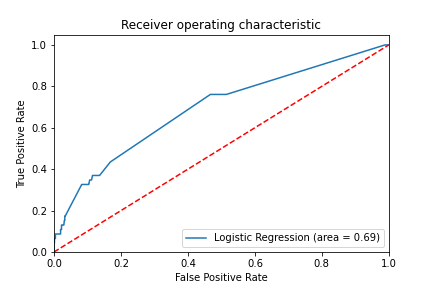 Receiver operating characteristic
1.0
0.8
0.6
0.4
0.2
0.0
True Positive Rate
Logistic Regression (area = 0.69)
0.0 0.2 0.4 0.6 0.8 1.0
False Positive Rate